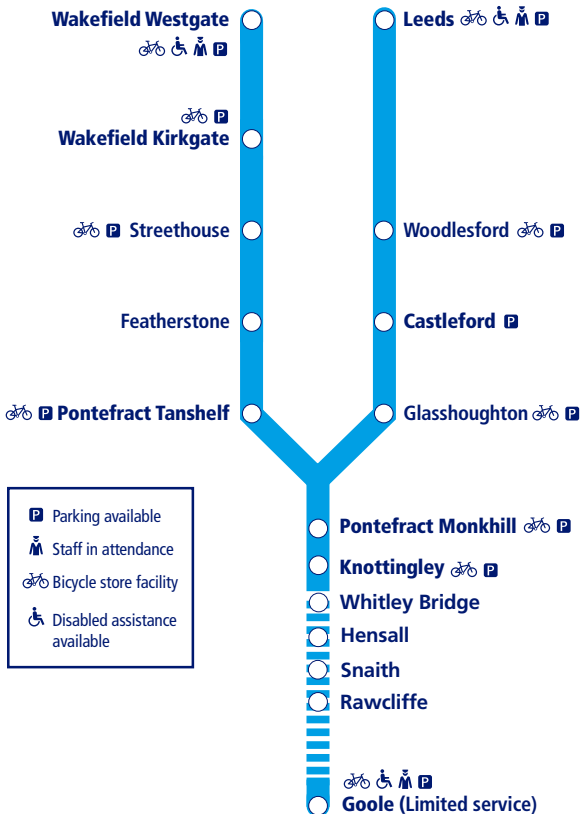 Wakefield Westgate
Leeds P
P
P
Wakefield Kirkgate
P Streethouse
Woodlesford P
Featherstone
Castleford P
P Pontefract Tanshelf
Glasshoughton P
P Parking available
Staff in attendance
Bicycle store facility
Disabled assistance
available
Pontefract Monkhill P
Knottingley P
Whitley Bridge
Hensall
Snaith
Rawcliffe
P
Goole (Limited service)